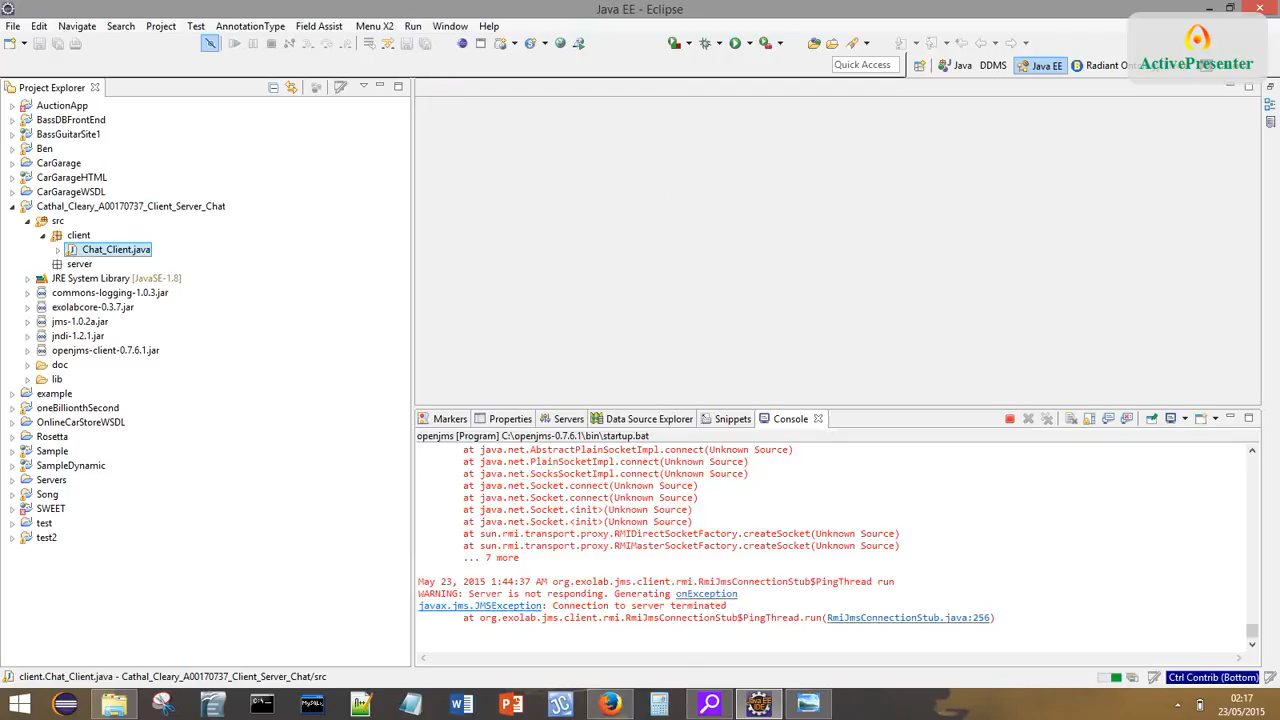 Java EE - Eclipse
File Edit Navigate Search Project Test AnnotationType Field Assist Menu X2 Run Window Help
ActivePresenter
Quick Access
Java DDMS Java EE
Project Explorer
AuctionApp
BassDBFrontEnd
BassGuitarSite1
Ben
CarGarage
CarGarageHTML
CarGarageWSDL
Cathal_Cleary_A00170737_Client_Server_Chat
src
client
Chat_Client.java
server
JRE System Library [JavaSE-1.8]
commons-logging-1.0.3.jar
exolabcore-0.3.7.jar
jms-1.0.2a.jar
jndi-1.2.1.jar
openjms-client-0.7.6.1.jar
doc
lib
example
oneBillionthSecond
OnlineCarStoreWSDL
Rosetta
Sample
SampleDynamic
Servers
Song
SWEET
test
test2
Markers Properties Servers Data Source Explorer Snippets Console
openjms [Program] C:\openjms-0.7.6.1\bin\startup.bat
at java.net.AbstractPlainSocketImpl.connect(Unknown Source)
at java.net.PlainSocketImpl.connect(Unknown Source)
at java.net.SocksSocketImpl.connect(Unknown Source)
at java.net.Socket.connect(Unknown Source)
at java.net.Socket.connect(Unknown Source)
at java.net.Socket.<init>(Unknown Source)
at java.net.Socket.<init>(Unknown Source)
at sun.rmi.transport.proxy.RMIDirectSocketFactory.createSocket(Unknown Source)
at sun.rmi.transport.proxy.RMIMasterSocketFactory.createSocket(Unknown Source)
... 7 more
May 23, 2015 1:44:37 AM org.exolab.jms.client.rmi.RmiJmsConnectionStub$PingThread run
WARNING: Server is not responding. Generating onException
javax.jms.JMSException: Connection to server terminated
at org.exolab.jms.client.rmi.RmiJmsConnectionStub$PingThread.run(RmiJmsConnectionStub.java:256)
client.Chat_Client.java - Cathal_Cleary_A00170737_Client_Server_Chat/src
Ctrl Contrib (Bottom)
02:17
23/05/2015